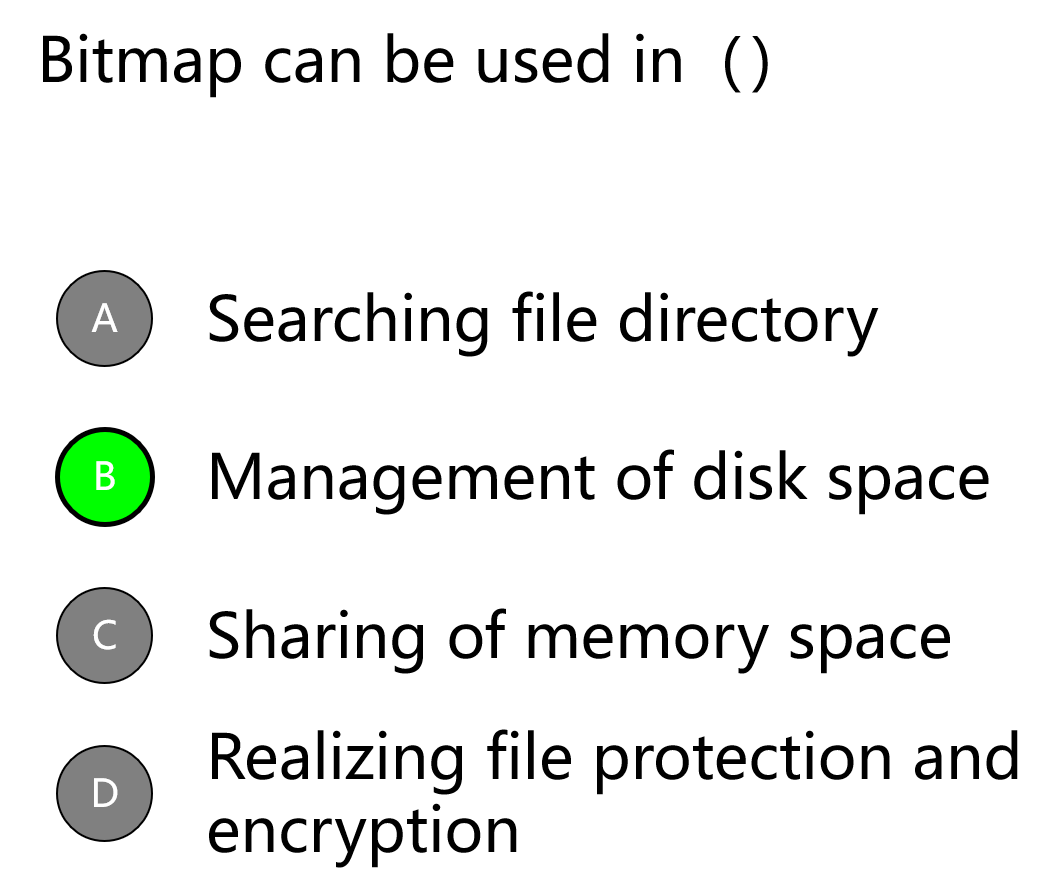 Bitmap can be used in（）
A Searching file directory
B Management of disk space
C Sharing of memory space
D Realizing file protection and
encryption